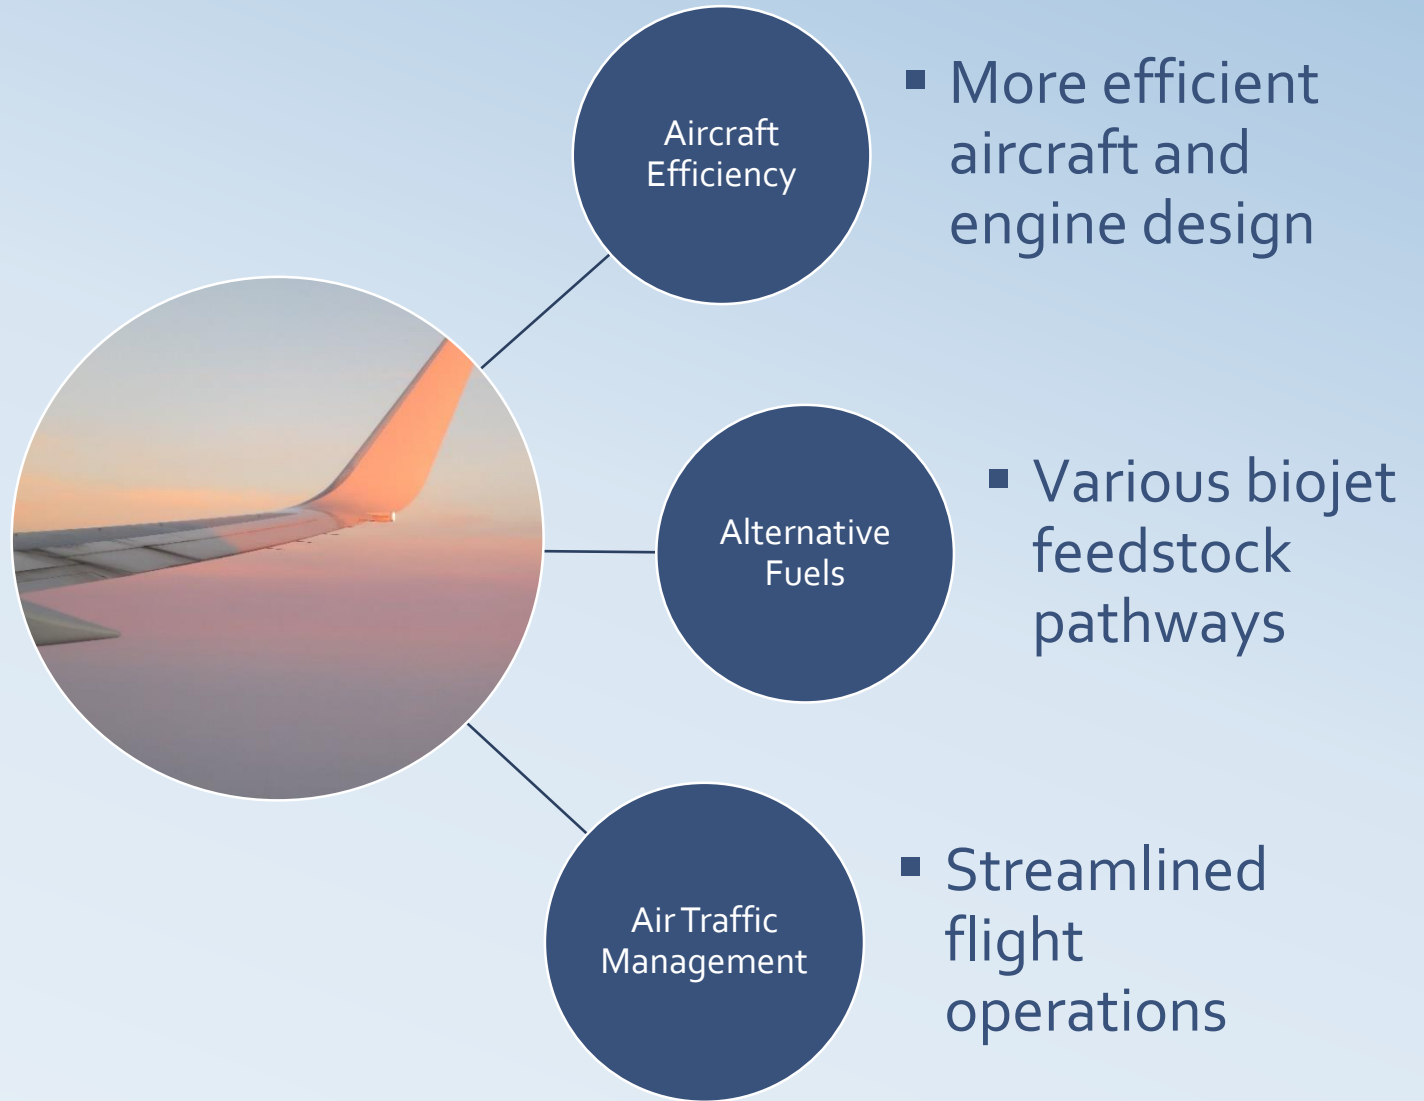 Aircraft
Efficiency
▪ More efficient
aircraft and
engine design
Alternative
Fuels
▪ Various biojet
feedstock
pathways
Air Traffic
Management
▪ Streamlined
flight
operations